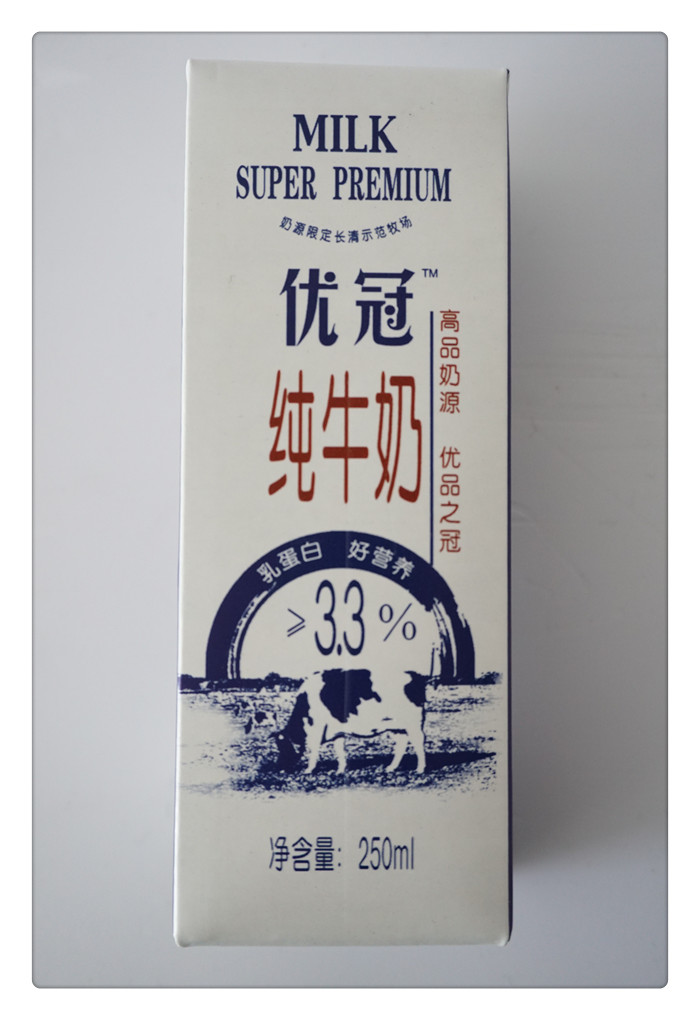 MILK
SUPER PREMIUM
奶源限定长清示范牧场
优冠™
纯牛奶
高品奶源 优品之冠
乳蛋白 好营养
≥3.3%
净含量：250ml